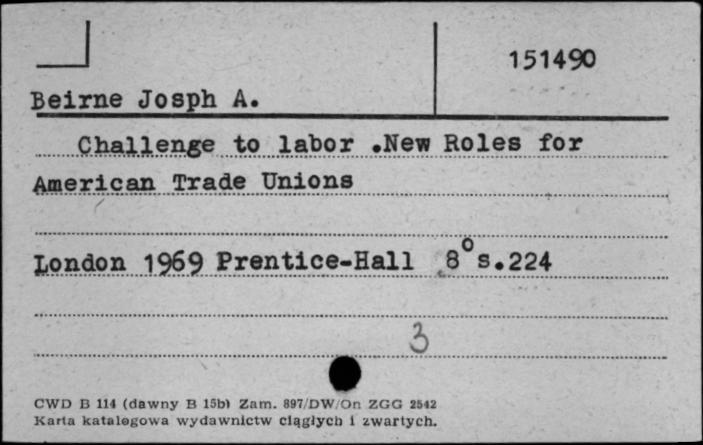 151490
Beirne Josph A.
Challenge to labor .New Roles for
American Trade Unions
London 1969 Prentice-Hall 8° s.224
3
CWD B 114 (dawny B 15b) Zam. 897/DW/On ZGG 2542
Karta katalogowa wydawnictw ciągłych i zwartych.